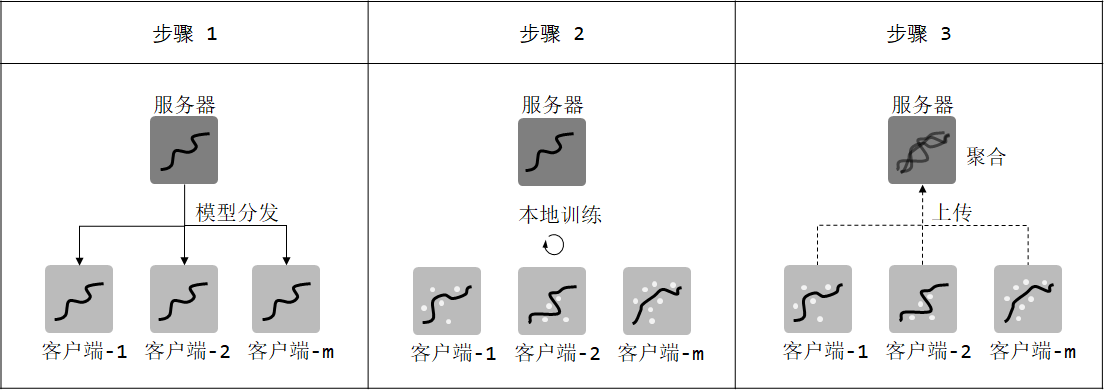 步骤 1
步骤 2
步骤 3
服务器
模型分发
客户端-1
客户端-2
客户端-m
服务器
本地训练
客户端-1
客户端-2
客户端-m
服务器
聚合
上传
客户端-1
客户端-2
客户端-m